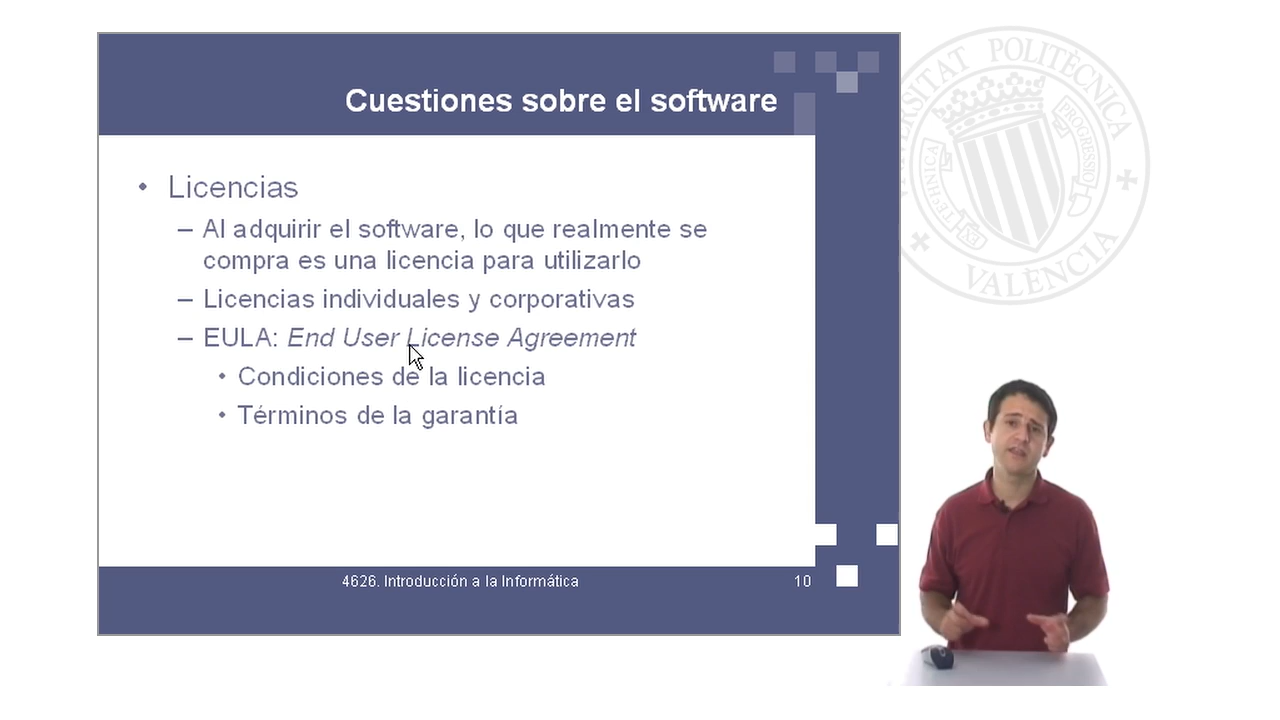 Cuestiones sobre el software
• Licencias
– Al adquirir el software, lo que realmente se
compra es una licencia para utilizarlo
– Licencias individuales y corporativas
– EULA: End User License Agreement
• Condiciones de la licencia
• Términos de la garantía
4626. Introducción a la Informática
10
POLITÈCNICA
VALÈNCIA
TECHNICA
PROGRESSIO
EX